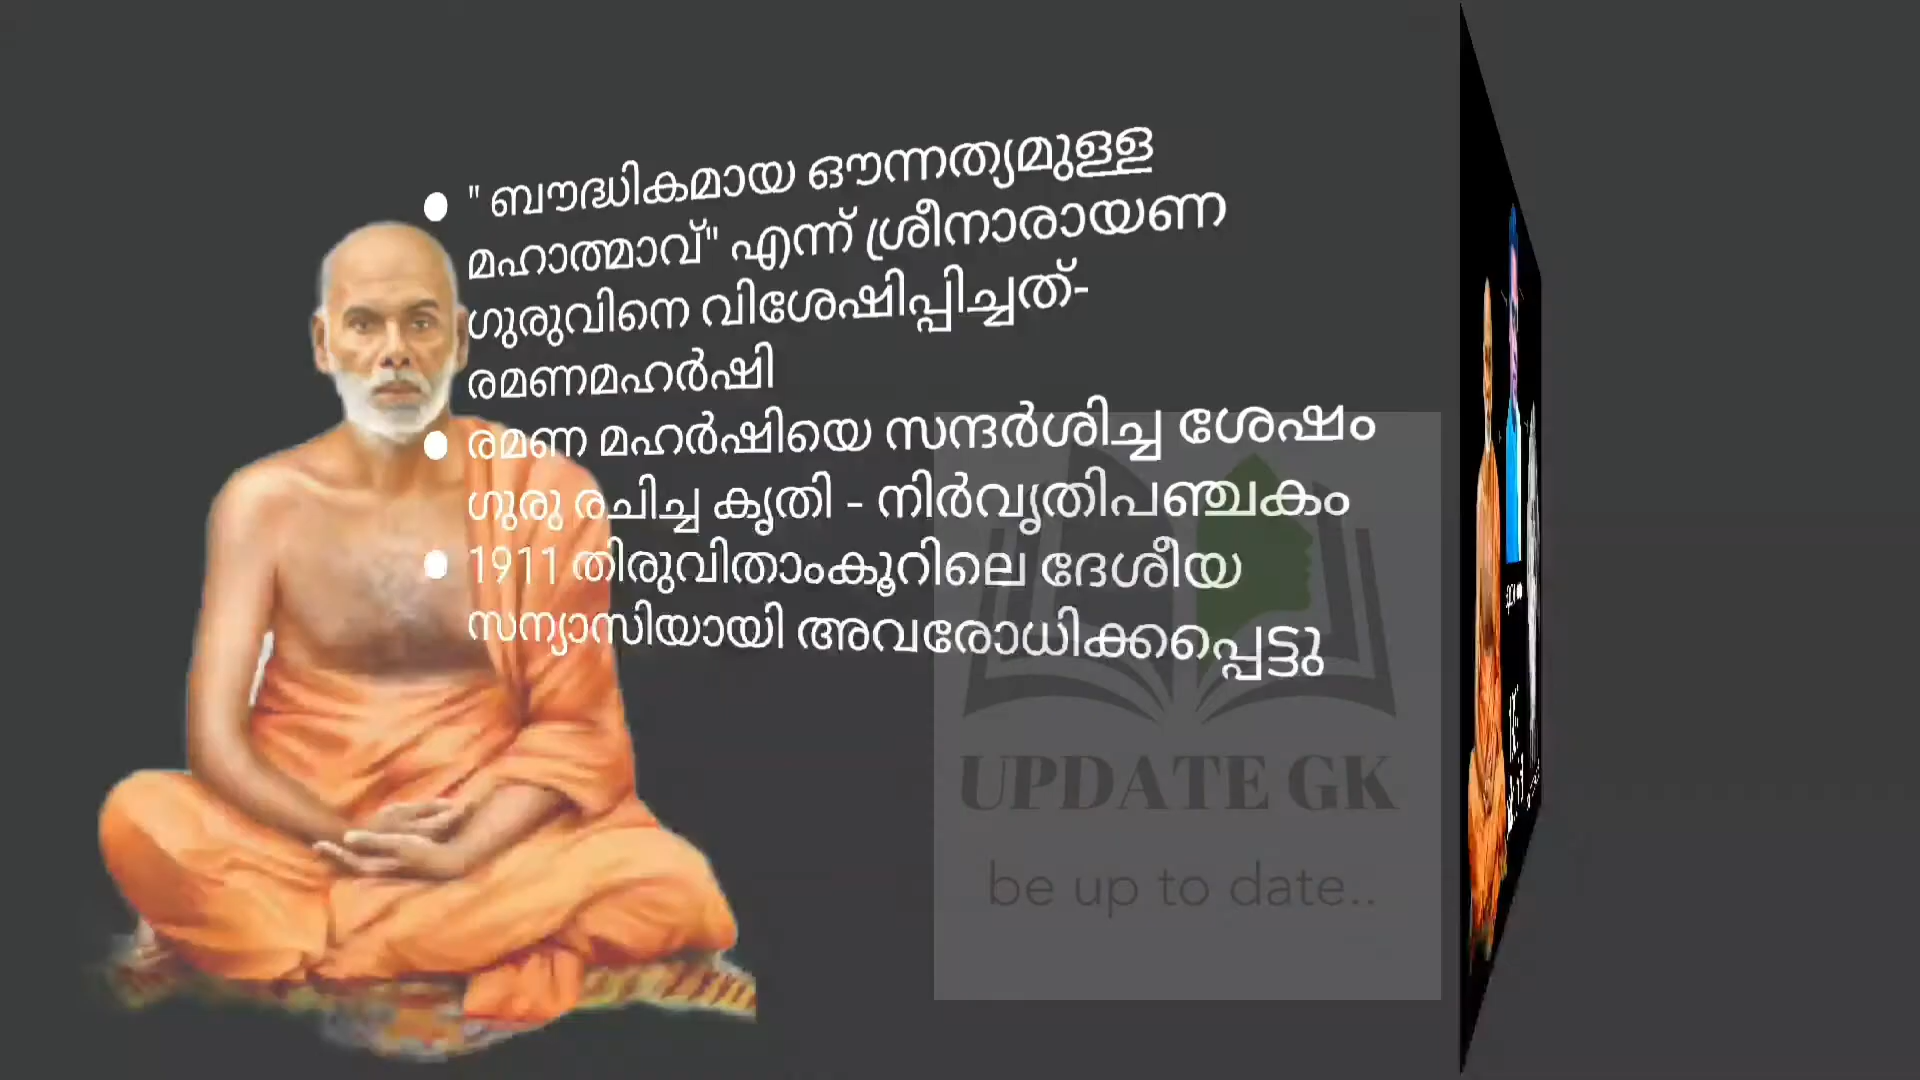 " ബൗദ്ധികമായ ഔന്നത്യമുള്ള
മഹാത്മാവ്" എന്ന് ശ്രീനാരായണ
ഗുരുവിനെ വിശേഷിപ്പിച്ചത്-
രമണമഹർഷി
രമണ മഹർഷിയെ സന്ദർശിച്ച ശേഷം
ഗുരു രചിച്ച കൃതി - നിർവൃതിപഞ്ചകം
1911 തിരുവിതാംകൂറിലെ ദേശീയ
സന്യാസിയായി അവരോധിക്കപ്പെട്ടു
UPDATE GK
be up to date..